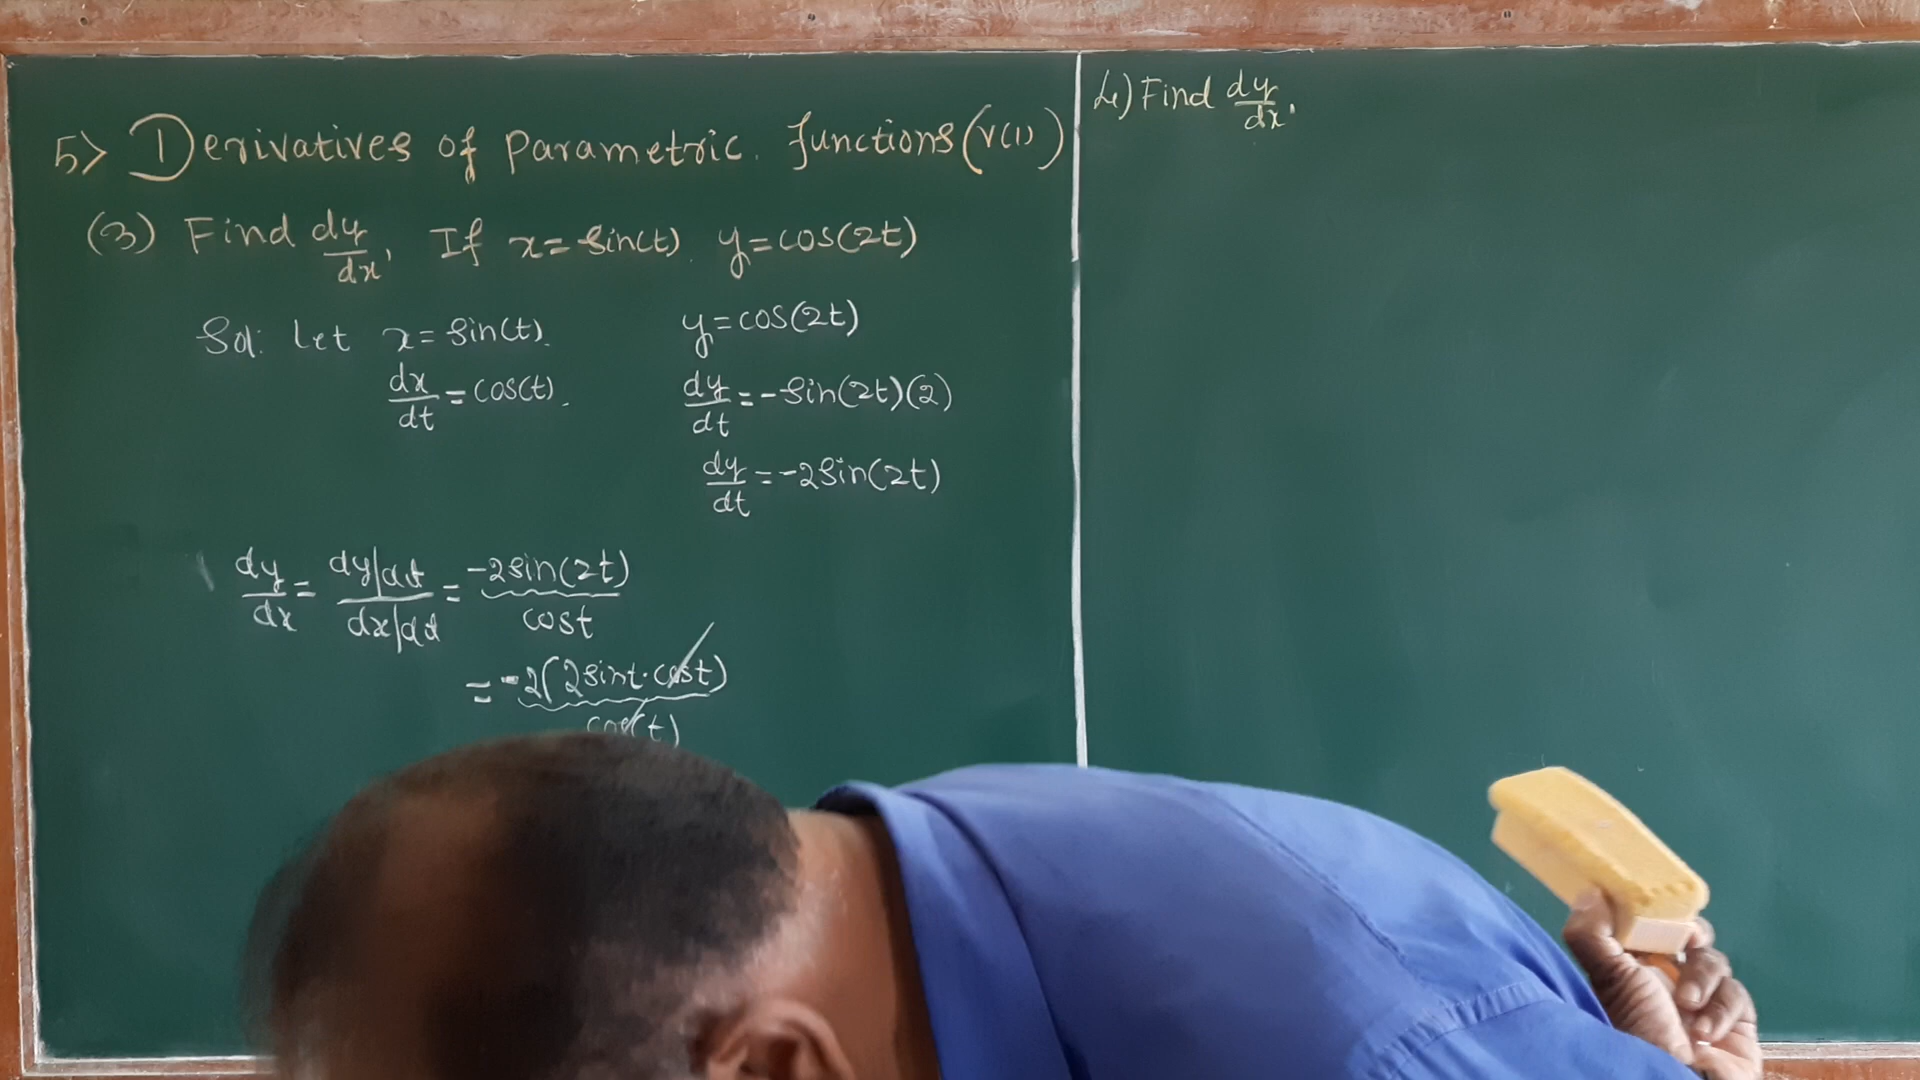 5> Derivatives of parametric. functions (V(1)
(3) Find dy/dx, If x = sin(t). y = cos(2t)
Sol: Let x = sin(t). y = cos(2t)
dx/dt = cos(t). dy/dt = -sin(2t)(2)
dy/dt = -2sin(2t)
dy/dx = dy|dt / dx|dt = -2sin(2t) / cost
= -2(2sint·cost) / cos(t)
4) Find dy/dx,